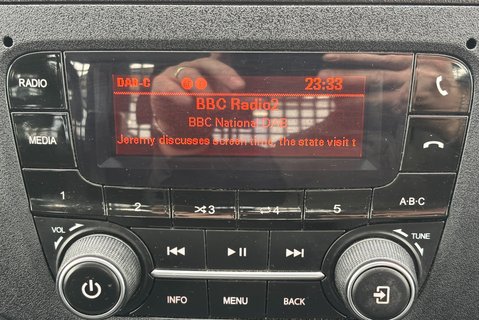 RADIO
DAB-C
23:33
BBC Radio2
BBC National DAB
Jeremy discusses screen time, the state visit t
MEDIA
1
2
3
4
5
A·B·C
VOL
TUNE
INFO
MENU
BACK